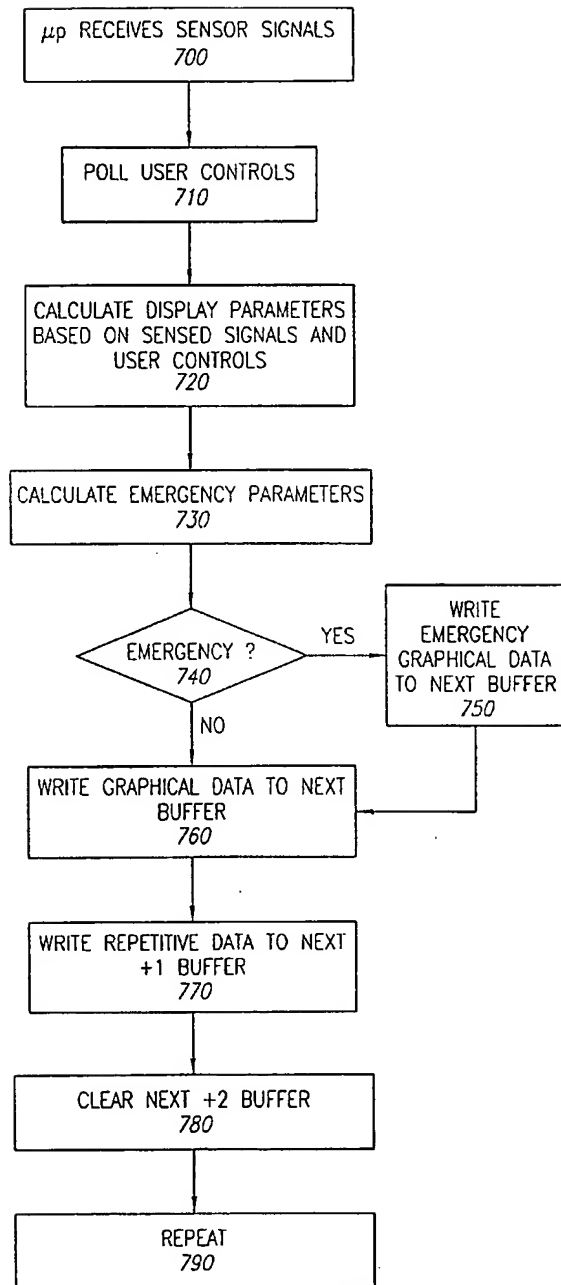 μp RECEIVES SENSOR SIGNALS
700
POLL USER CONTROLS
710
CALCULATE DISPLAY PARAMETERS
BASED ON SENSED SIGNALS AND
USER CONTROLS
720
CALCULATE EMERGENCY PARAMETERS
730
EMERGENCY ?
740
YES
WRITE
EMERGENCY
GRAPHICAL DATA
TO NEXT BUFFER
750
NO
WRITE GRAPHICAL DATA TO NEXT
BUFFER
760
WRITE REPETITIVE DATA TO NEXT
+1 BUFFER
770
CLEAR NEXT +2 BUFFER
780
REPEAT
790